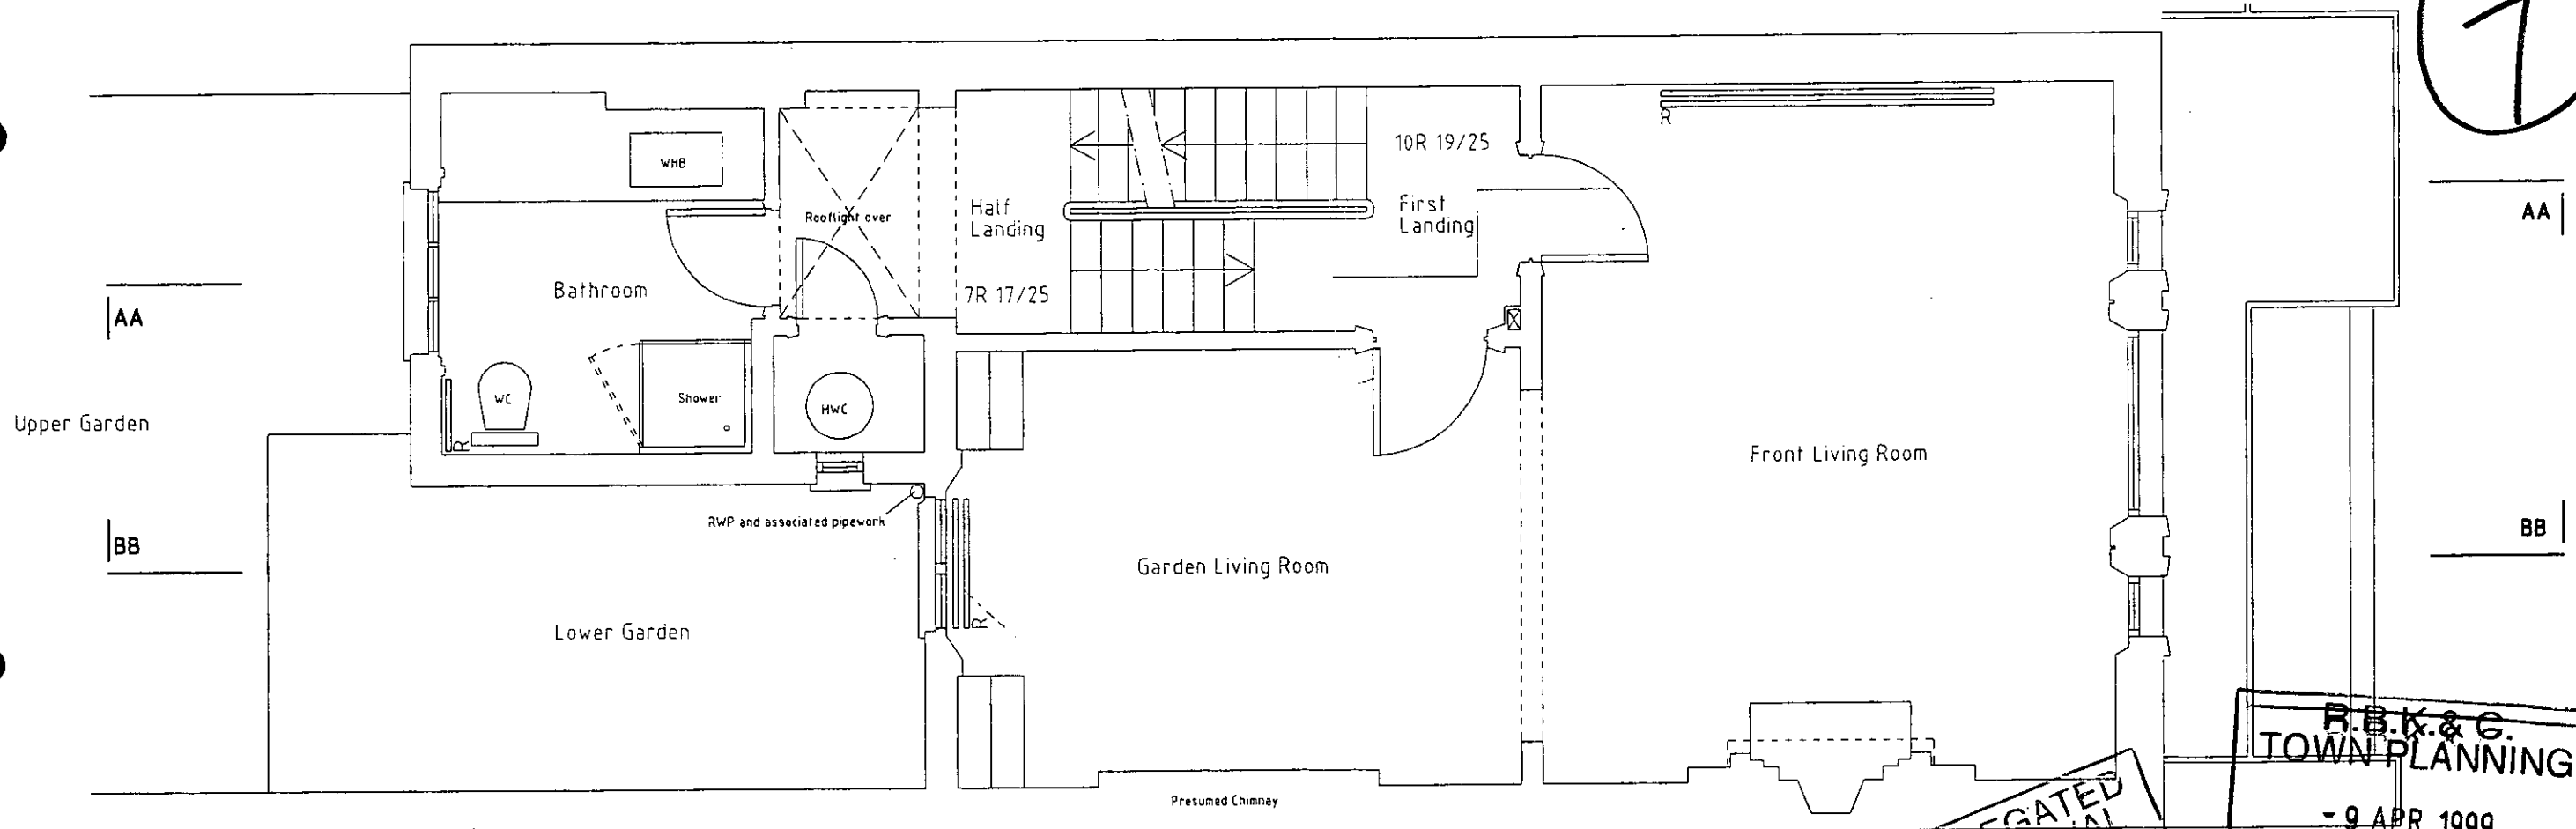 7
R
10R 19/25
WHB
Rooflight over
Half
Landing
First
Landing
AA
AA
Bathroom
7R 17/25
WC
R
Shower
HWC
Upper Garden
Front Living Room
RWP and associated pipework
BB
BB
Garden Living Room
R
Lower Garden
Presumed Chimney
R.B.K. & C.
TOWN PLANNING
- 9 APR 1999